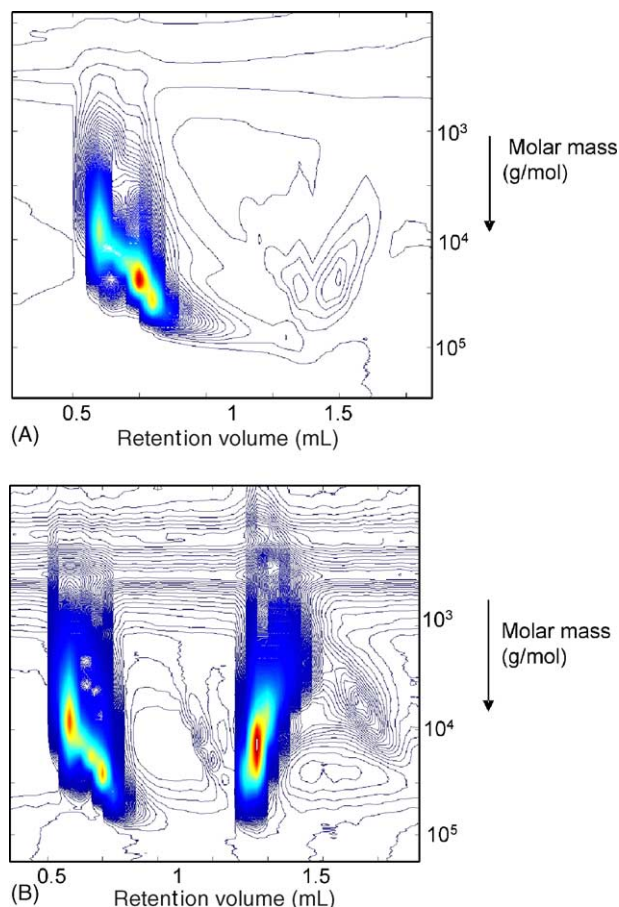 10³
Molar mass
(g/mol)
10⁴
10⁵
0.5
1
1.5
(A)
Retention volume (mL)
10³
Molar mass
(g/mol)
10⁴
10⁵
0.5
1
1.5
(B)
Retention volume (mL)